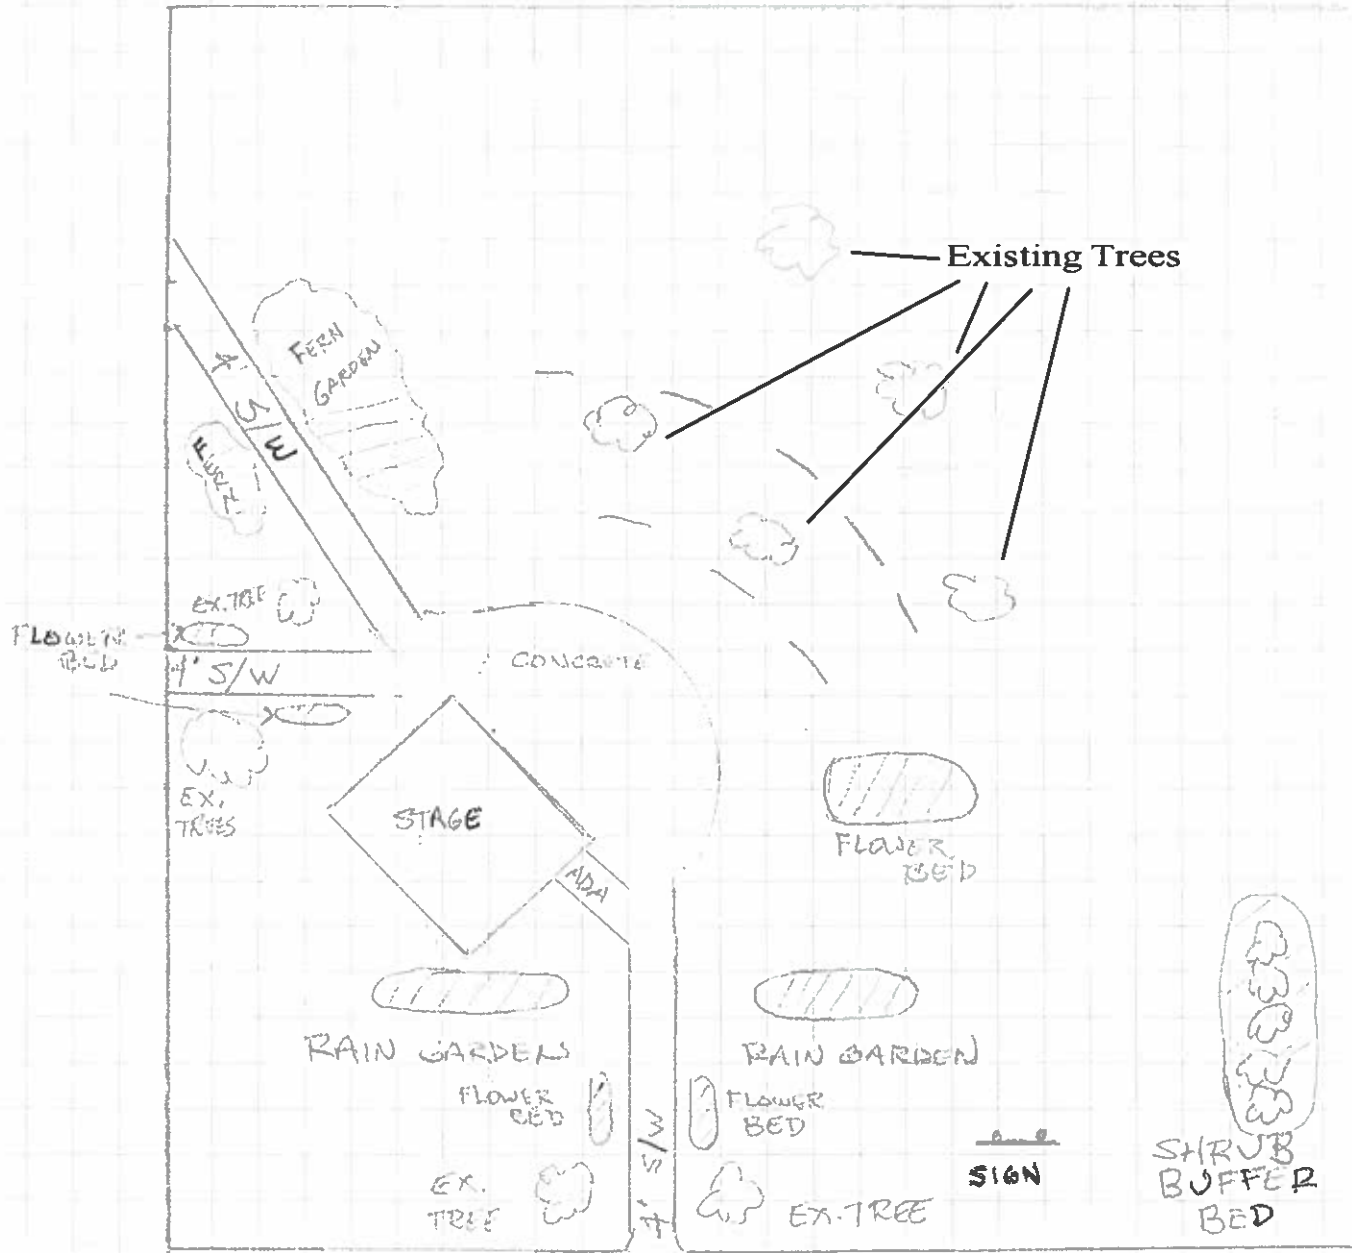 Existing Trees
FERN
GARDEN
4' S/W
EX. TREE
FLOWER
BED
4' S/W
CONCRETE
EX.
TREES
STAGE
ADA
FLOWER
BED
RAIN GARDEN
RAIN GARDEN
FLOWER
BED
FLOWER
BED
4' S/W
SIGN
SHRUB
BUFFER
BED
EX.
TREE
EX. TREE